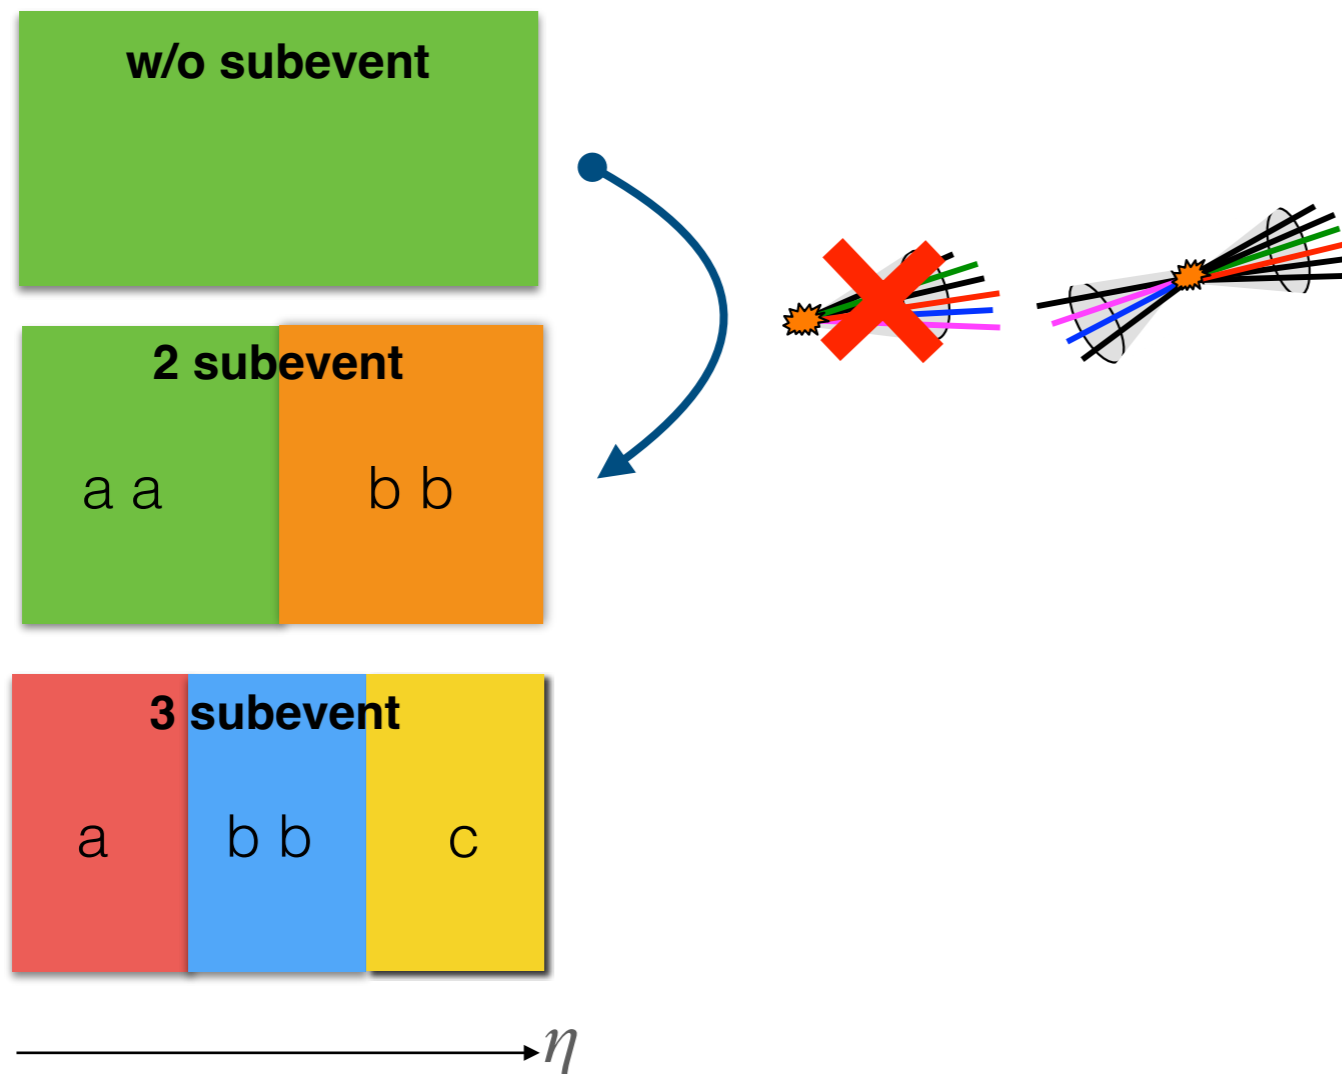 w/o subevent
2 subevent
a a
b b
3 subevent
a
b b
c
η